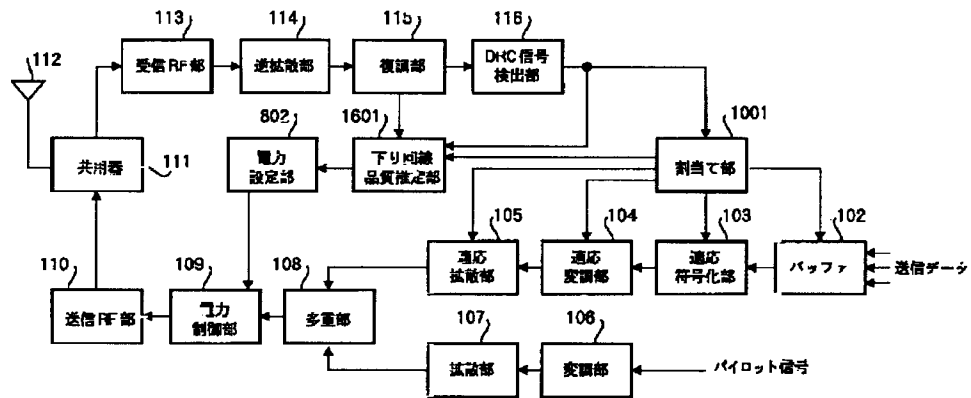 113
114
115
116
112
受信RF部
逆拡散部
復調部
DRC信号
検出部
802
1601
1001
共用器
111
電力
設定部
下り回線
品質推定部
割当て部
105
104
103
102
110
109
108
適応
拡散部
適応
変調部
適応
符号化部
バッファ
送信データ
送信RF部
電力
制御部
多重部
107
106
拡散部
変調部
パイロット信号